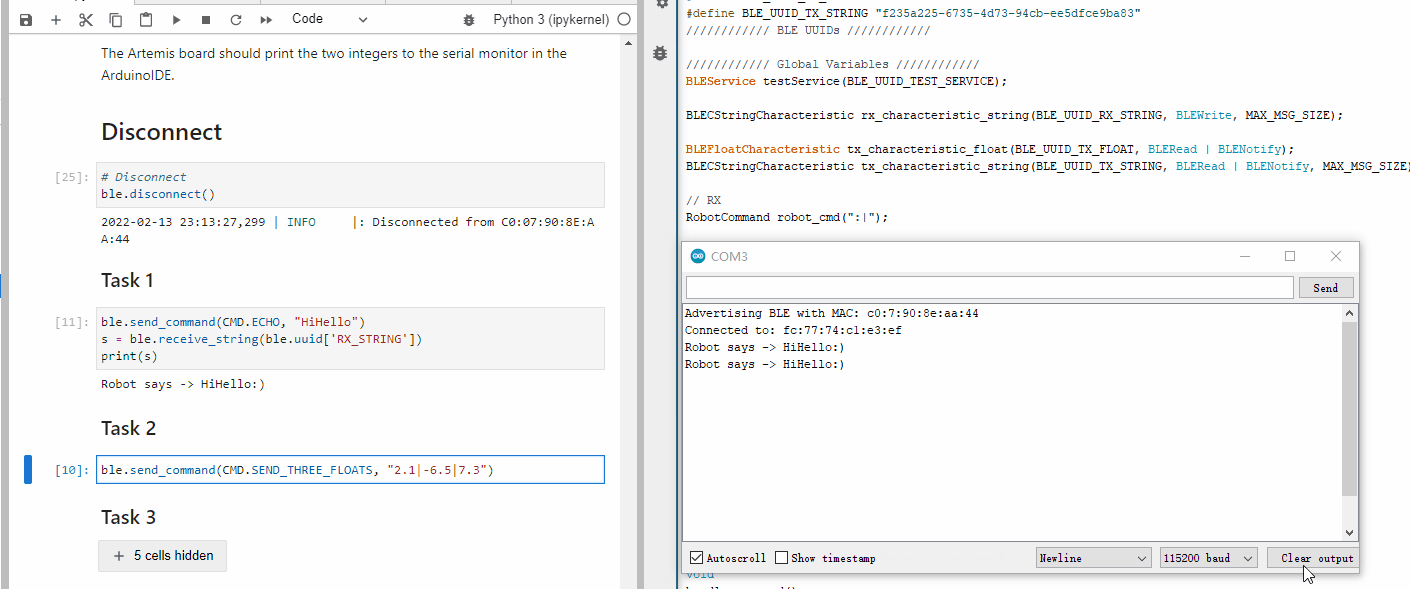 Code
Python 3 (ipykernel)
The Artemis board should print the two integers to the serial monitor in the
ArduinoIDE.
Disconnect
[25]:
# Disconnect
ble.disconnect()
2022-02-13 23:13:27,299 | INFO     |: Disconnected from C0:07:90:8E:A
A:44
Task 1
[11]:
ble.send_command(CMD.ECHO, "HiHello")
s = ble.receive_string(ble.uuid['RX_STRING'])
print(s)
Robot says -> HiHello:)
Task 2
[10]:
ble.send_command(CMD.SEND_THREE_FLOATS, "2.1|-6.5|7.3")
Task 3
+ 5 cells hidden
#define BLE_UUID_TX_STRING "f235a225-6735-4d73-94cb-ee5dfce9ba83"
//////////// BLE UUIDs ////////////
//////////// Global Variables ////////////
BLEService testService(BLE_UUID_TEST_SERVICE);
BLECStringCharacteristic rx_characteristic_string(BLE_UUID_RX_STRING, BLEWrite, MAX_MSG_SIZE);
BLEFloatCharacteristic tx_characteristic_float(BLE_UUID_TX_FLOAT, BLERead | BLENotify);
BLECStringCharacteristic tx_characteristic_string(BLE_UUID_TX_STRING, BLERead | BLENotify, MAX_MSG_SIZE)
// RX
RobotCommand robot_cmd(":|");
COM3
Send
Advertising BLE with MAC: c0:7:90:8e:aa:44
Connected to: fc:77:74:c1:e3:ef
Robot says -> HiHello:)
Robot says -> HiHello:)
Autoscroll
Show timestamp
Newline
115200 baud
Clear output
void